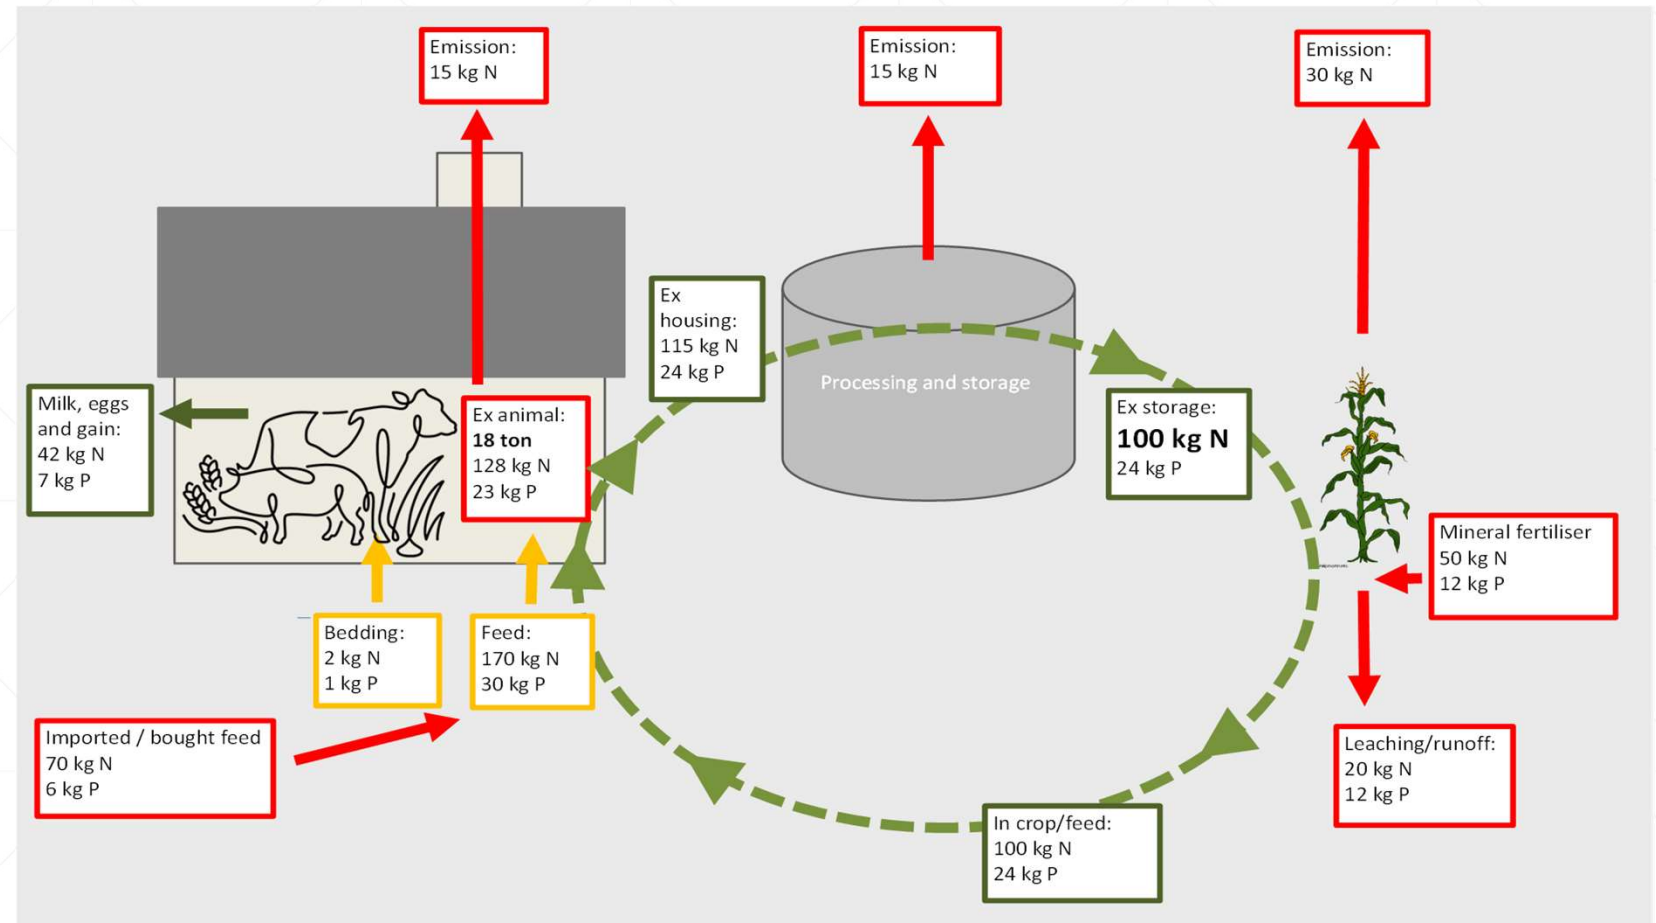 Emission:
15 kg N
Emission:
15 kg N
Emission:
30 kg N
Ex
housing:
115 kg N
24 kg P
Processing and storage
Milk, eggs
and gain:
42 kg N
7 kg P
Ex animal:
18 ton
128 kg N
23 kg P
Ex storage:
100 kg N
24 kg P
Mineral fertiliser
50 kg N
12 kg P
Bedding:
2 kg N
1 kg P
Feed:
170 kg N
30 kg P
Imported / bought feed
70 kg N
6 kg P
Leaching/runoff:
20 kg N
12 kg P
In crop/feed:
100 kg N
24 kg P